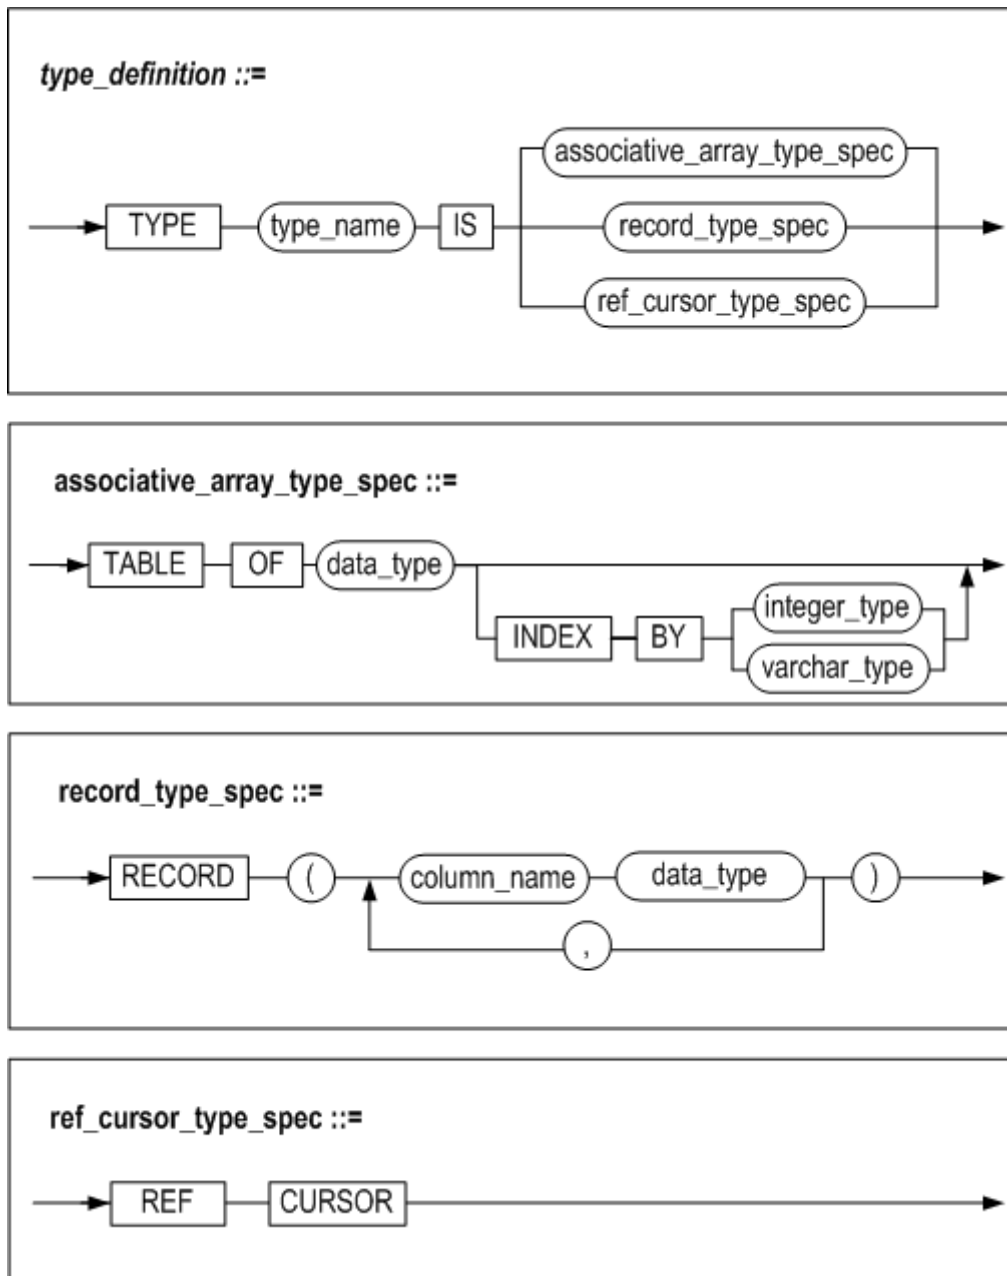 type_definition ::=
associative_array_type_spec
TYPE type_name IS record_type_spec
ref_cursor_type_spec
associative_array_type_spec ::=
TABLE OF data_type
integer_type
INDEX BY
varchar_type
record_type_spec ::=
RECORD ( column_name data_type )
,
ref_cursor_type_spec ::=
REF CURSOR